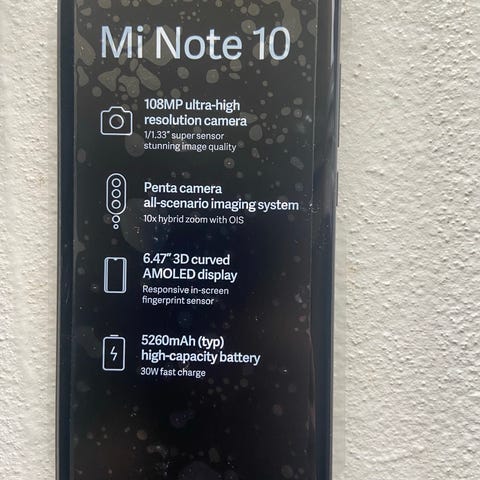 Mi Note 10
108MP ultra-high
resolution camera
1/1.33" super sensor
stunning image quality
Penta camera
all-scenario imaging system
10x hybrid zoom with OIS
6.47" 3D curved
AMOLED display
Responsive in-screen
fingerprint sensor
5260mAh (typ)
high-capacity battery
30W fast charge